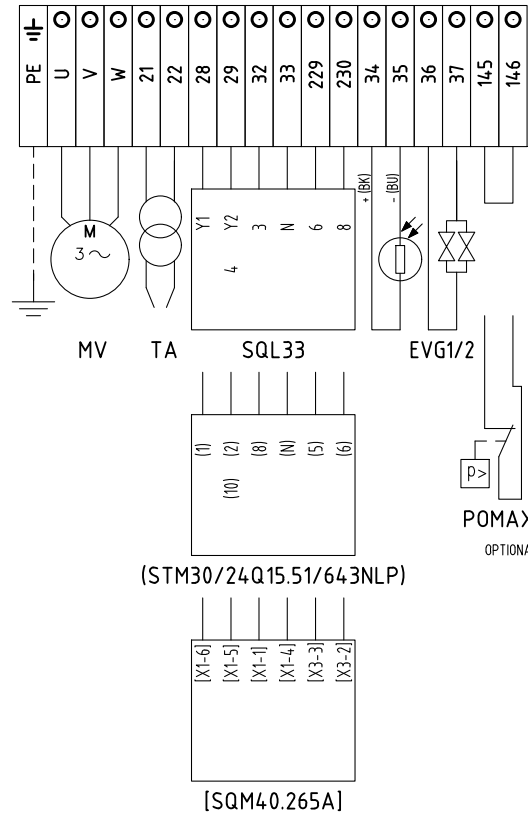 PE U V W 21 22 28 29 32 33 229 230 34 35 36 37 145 146
+ (BK) - (BU)
Y1 Y2 3 N 6 8
4
M
3~
MV TA SQL33 EVG1/2
(1) (2) (8) (N) (5) (6)
(10)
P>
POMAX
OPTIONA
(STM30/24Q15.51/643NLP)
[X1-6] [X1-5] [X1-1] [X1-4] [X3-3] [X3-2]
[SQM40.265A]